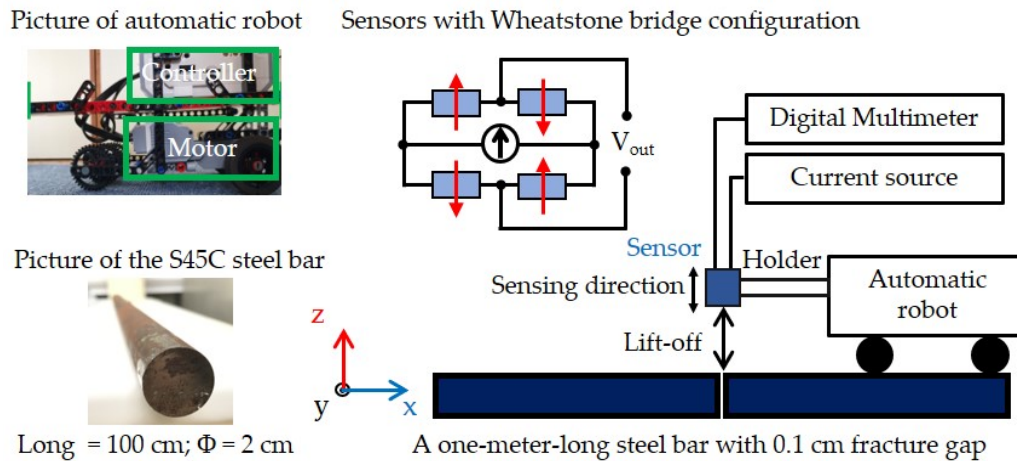 Picture of automatic robot
Controller
Motor
Sensors with Wheatstone bridge configuration
Vout
Digital Multimeter
Current source
Sensor
Holder
Sensing direction
Automatic
robot
Lift-off
Picture of the S45C steel bar
z
y
x
Long = 100 cm; Φ = 2 cm
A one-meter-long steel bar with 0.1 cm fracture gap